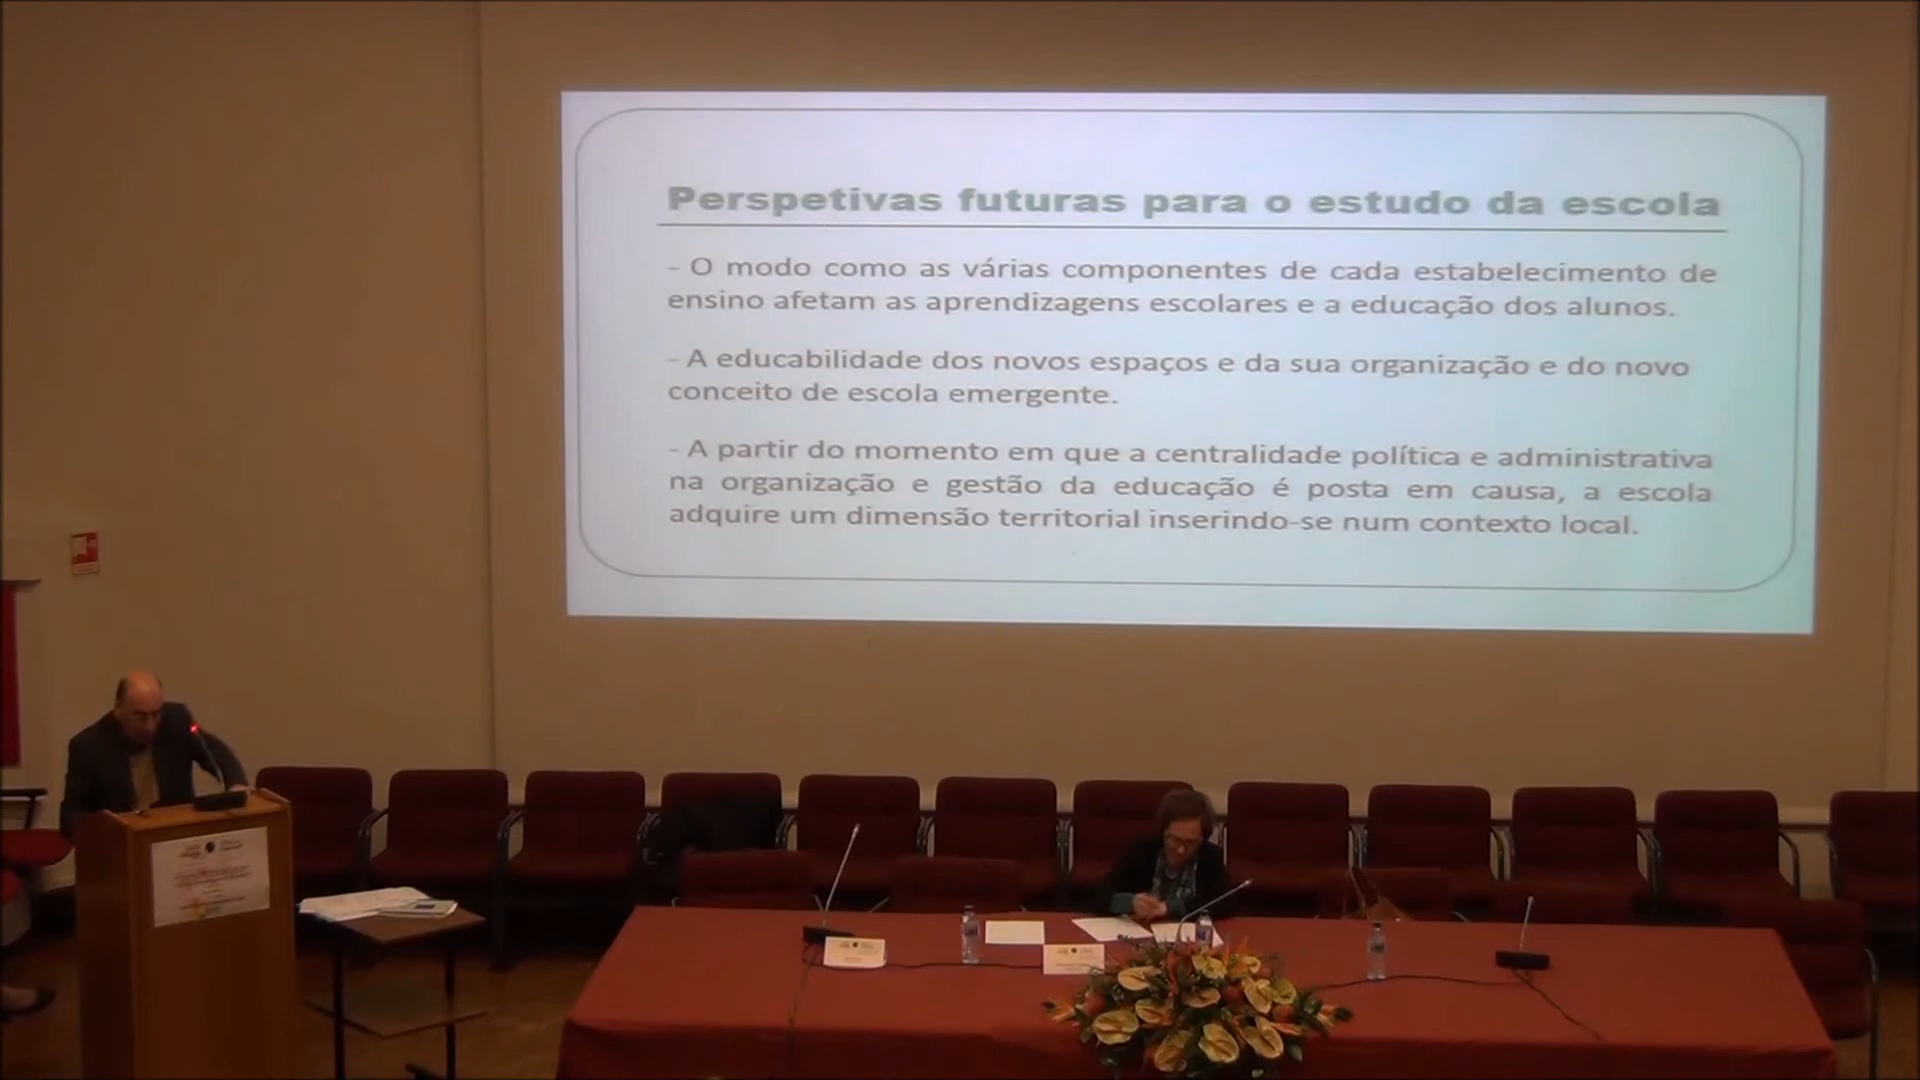 Perspetivas futuras para o estudo da escola
- O modo como as várias componentes de cada estabelecimento de
ensino afetam as aprendizagens escolares e a educação dos alunos.
- A educabilidade dos novos espaços e da sua organização e do novo
conceito de escola emergente.
- A partir do momento em que a centralidade política e administrativa
na organização e gestão da educação é posta em causa, a escola
adquire um dimensão territorial inserindo-se num contexto local.